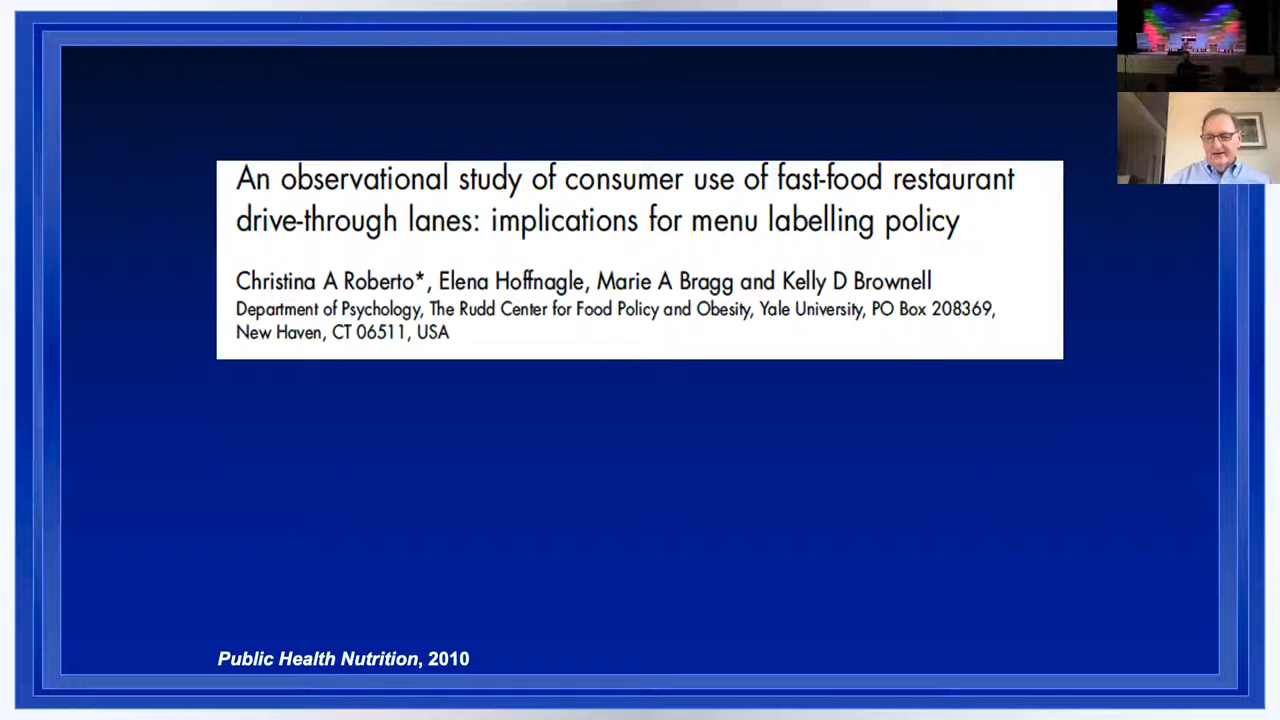 An observational study of consumer use of fast-food restaurant
drive-through lanes: implications for menu labelling policy
Christina A Roberto*, Elena Hoffnagle, Marie A Bragg and Kelly D Brownell
Department of Psychology, The Rudd Center for Food Policy and Obesity, Yale University, PO Box 208369,
New Haven, CT 06511, USA
Public Health Nutrition, 2010